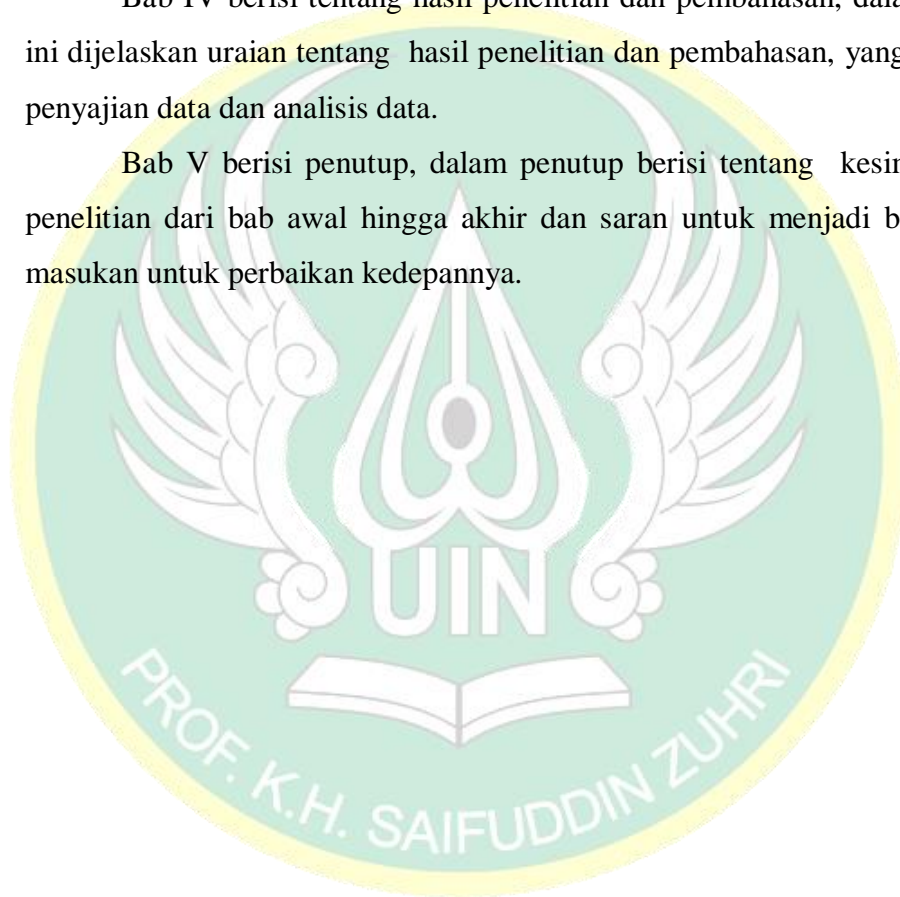 Bab IV berisi tentang hasil penelitian dan pembahasan,
ini dijelaskan uraian tentang hasil penelitian dan pembahasan, yang
penyajian data dan analisis data.
Bab V berisi penutup, dalam penutup berisi tentang
penelitian dari bab awal hingga akhir dan saran untuk menjadi
masukan untuk perbaikan kedepannya.
UIN
PROF. K.H. SAIFUDDIN ZUHRI